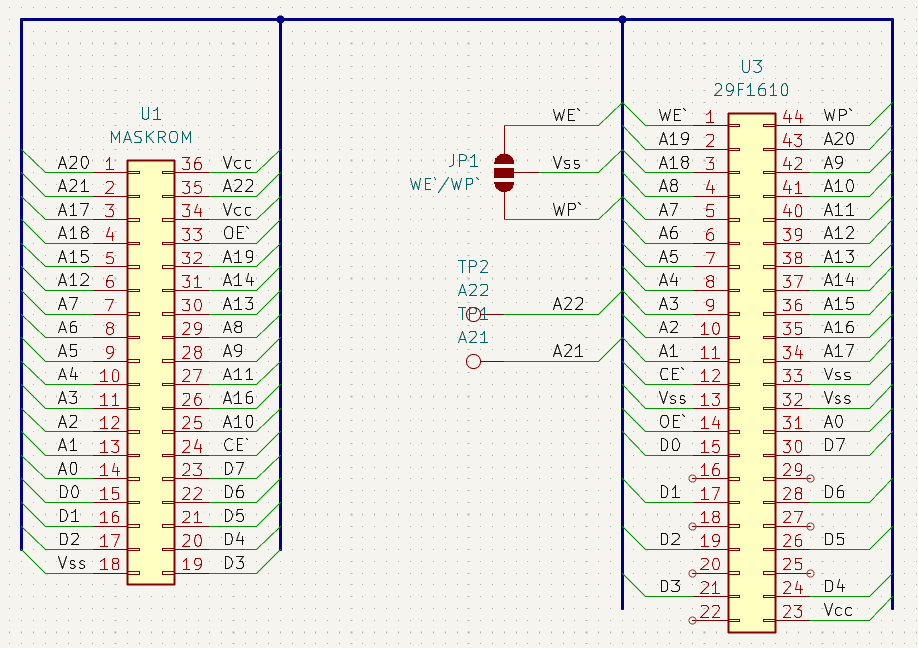 U1
MASKROM
A20 1 36 Vcc
A21 2 35 A22
A17 3 34 Vcc
A18 4 33 OE`
A15 5 32 A19
A12 6 31 A14
A7 7 30 A13
A6 8 29 A8
A5 9 28 A9
A4 10 27 A11
A3 11 26 A16
A2 12 25 A10
A1 13 24 CE`
A0 14 23 D7
D0 15 22 D6
D1 16 21 D5
D2 17 20 D4
Vss 18 19 D3
JP1
WE`/WP`
WE`
Vss
WP`
TP2
A22
A22
TP1
A21
A21
U3
29F1610
WE` 1 44 WP`
A19 2 43 A20
A18 3 42 A9
A8 4 41 A10
A7 5 40 A11
A6 6 39 A12
A5 7 38 A13
A4 8 37 A14
A3 9 36 A15
A2 10 35 A16
A1 11 34 A17
CE` 12 33 Vss
Vss 13 32 Vss
OE` 14 31 A0
D0 15 30 D7
16 29
D1 17 28 D6
18 27
D2 19 26 D5
20 25
D3 21 24 D4
22 23 Vcc